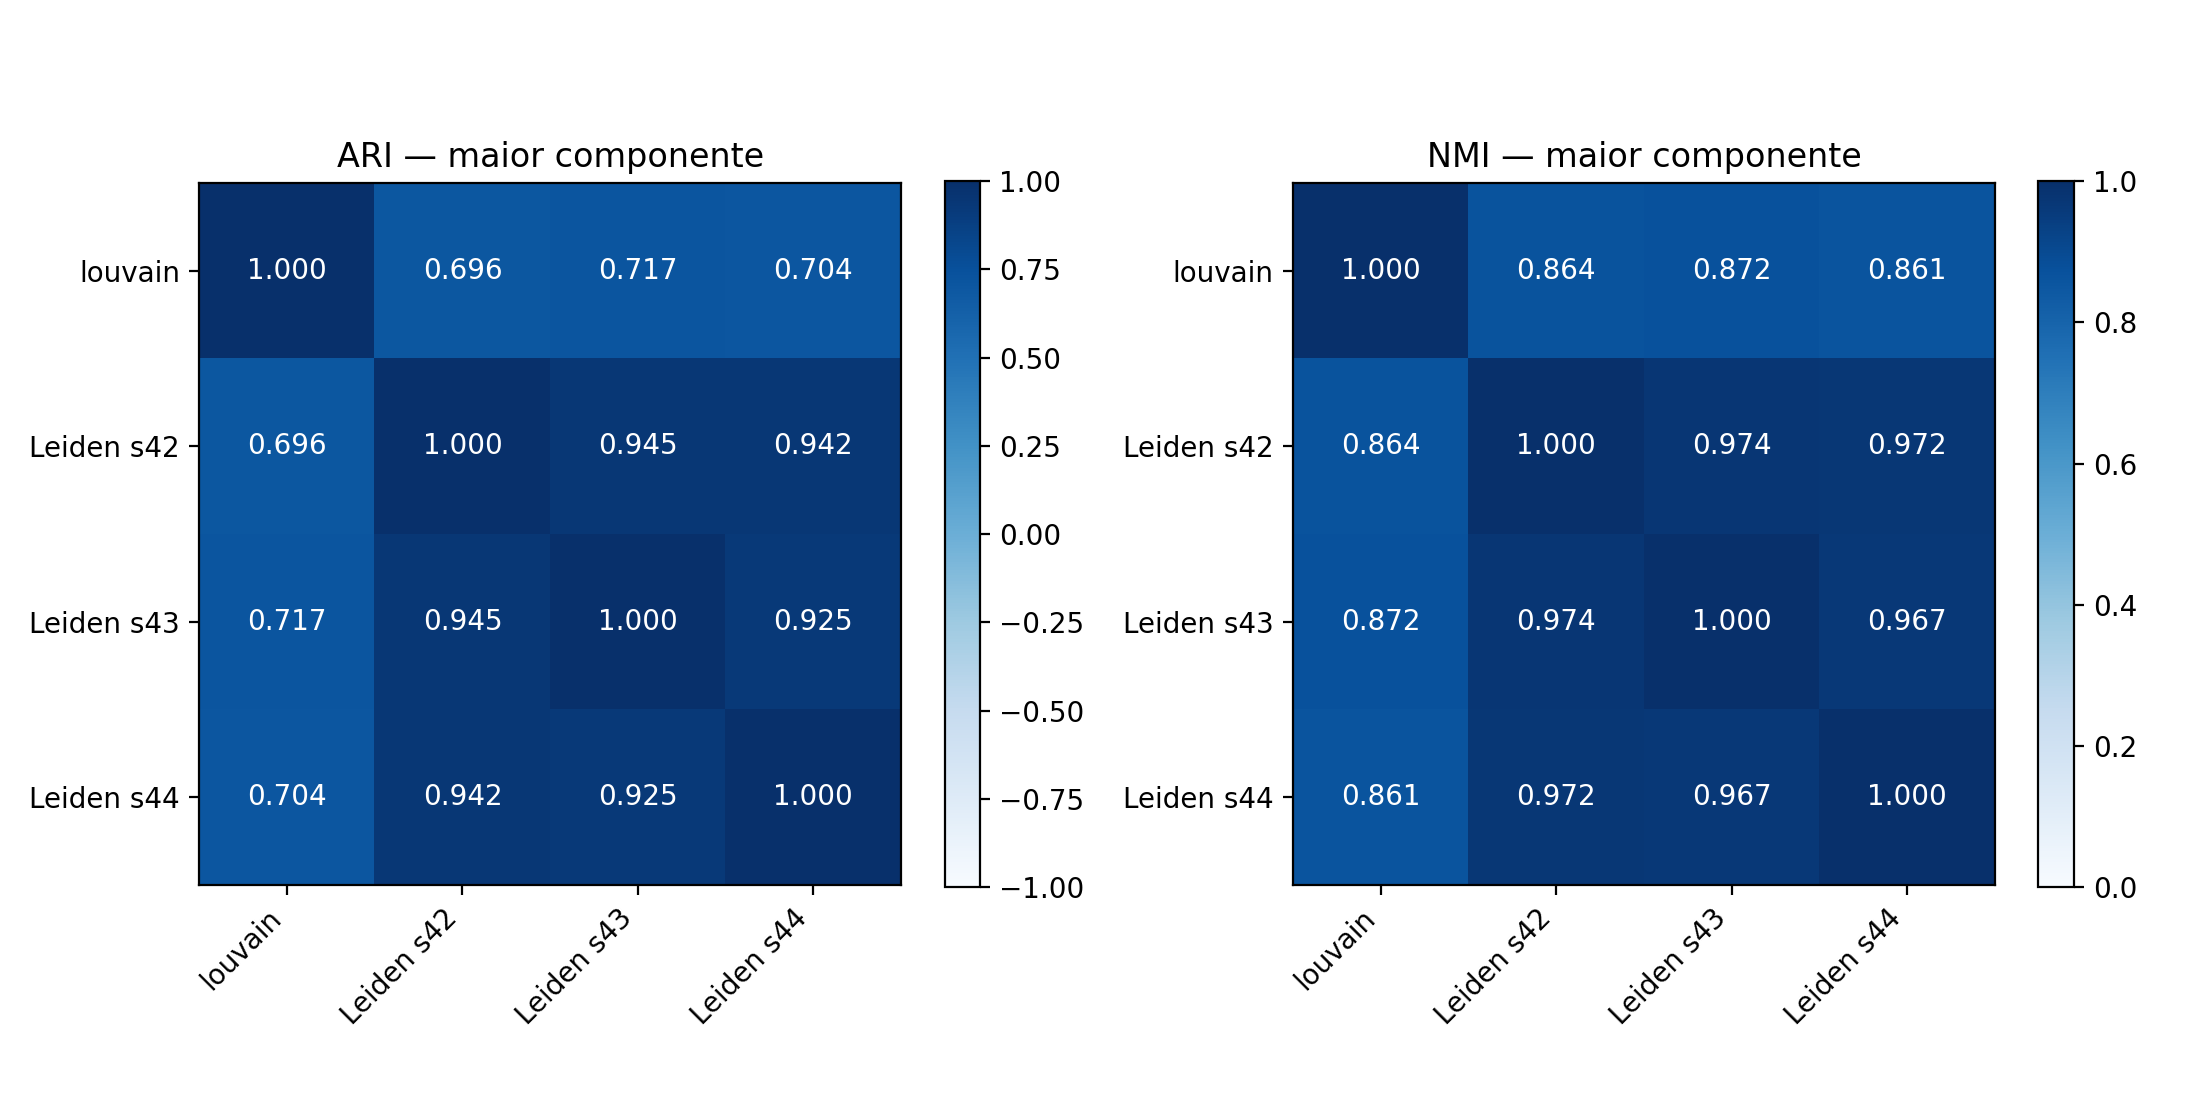 ARI — maior componente
louvain 1.000 0.696 0.717 0.704
Leiden s42 0.696 1.000 0.945 0.942
Leiden s43 0.717 0.945 1.000 0.925
Leiden s44 0.704 0.942 0.925 1.000
louvain Leiden s42 Leiden s43 Leiden s44
1.00
0.75
0.50
0.25
0.00
−0.25
−0.50
−0.75
−1.00
NMI — maior componente
louvain 1.000 0.864 0.872 0.861
Leiden s42 0.864 1.000 0.974 0.972
Leiden s43 0.872 0.974 1.000 0.967
Leiden s44 0.861 0.972 0.967 1.000
louvain Leiden s42 Leiden s43 Leiden s44
1.0
0.8
0.6
0.4
0.2
0.0